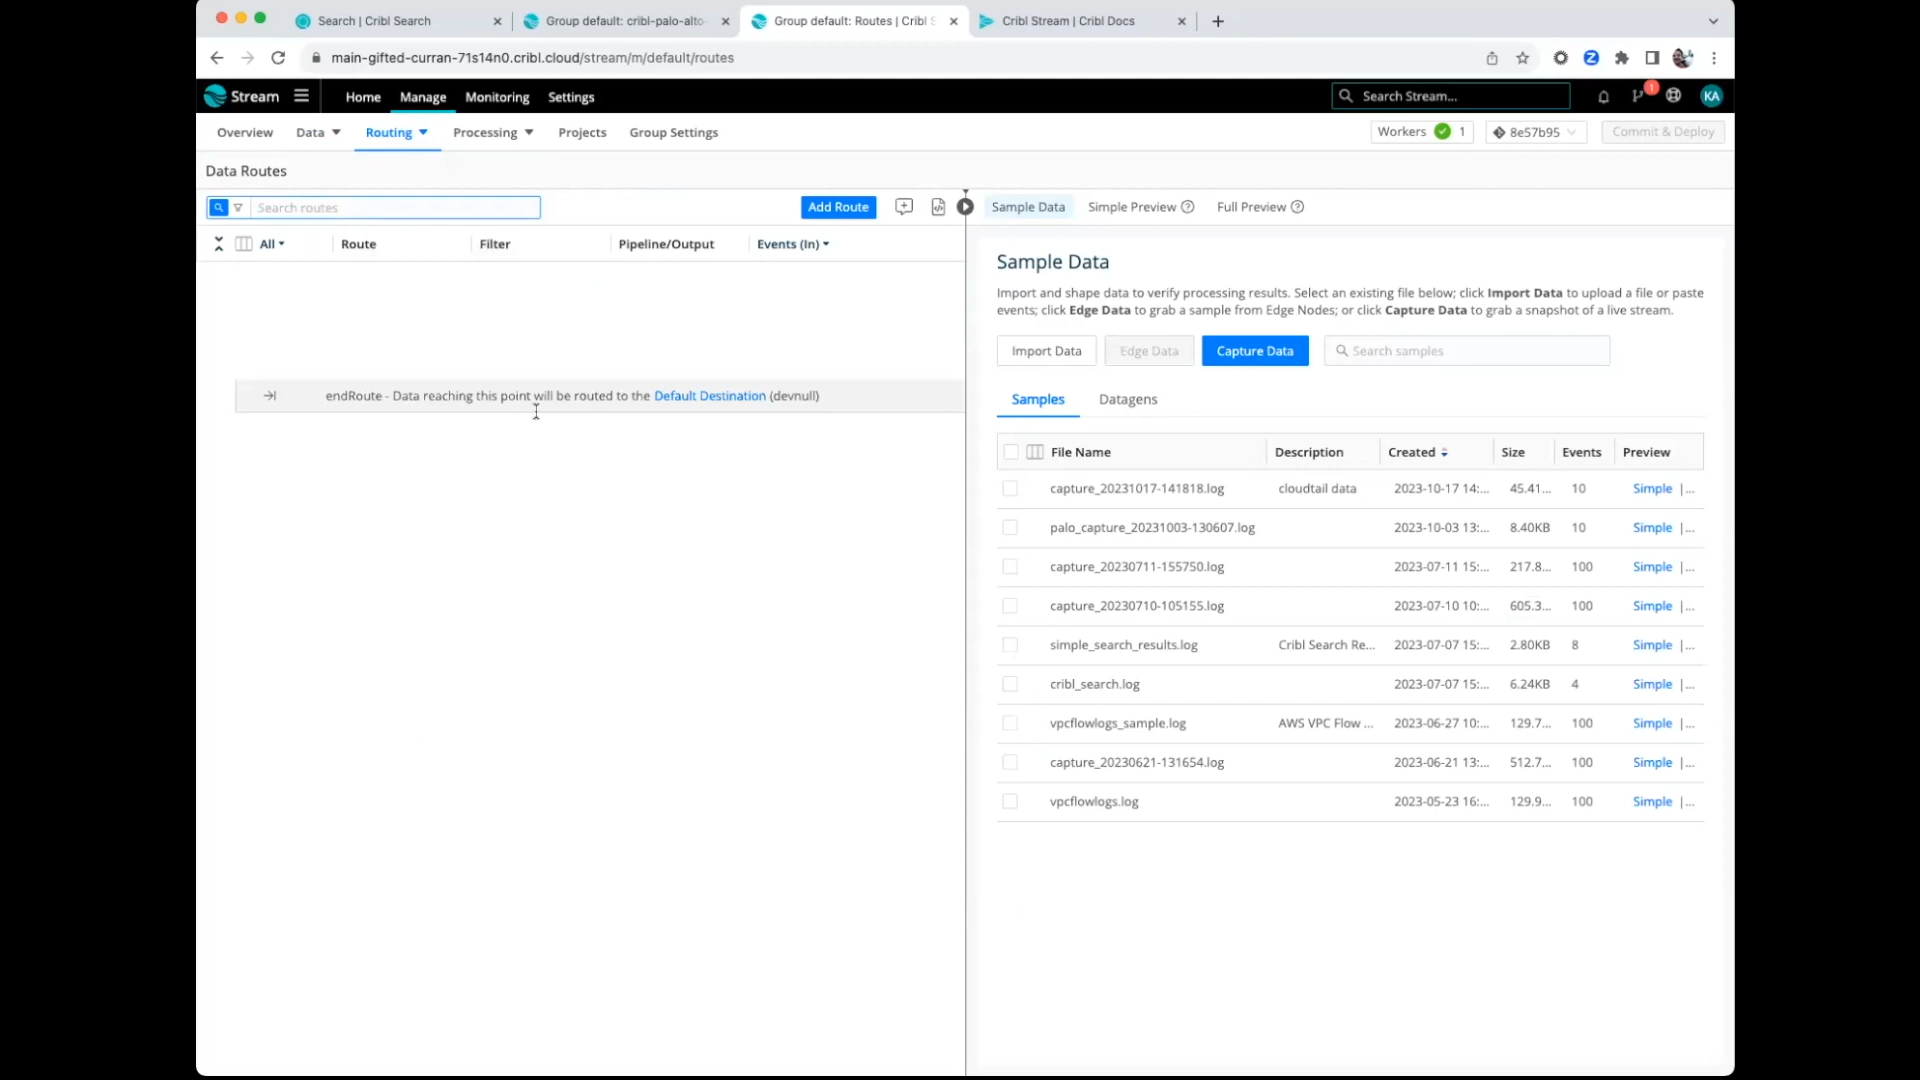 Search | Cribl Search
Group default: cribl-palo-alto-
Group default: Routes | Cribl S
Cribl Stream | Cribl Docs
main-gifted-curran-71s14n0.cribl.cloud/stream/m/default/routes
Stream Home Manage Monitoring Settings Search Stream... 1 KA
Overview Data Routing Processing Projects Group Settings Workers 1 8e57b95 Commit & Deploy
Data Routes
Search routes Add Route
All Route Filter Pipeline/Output Events (In)
endRoute - Data reaching this point will be routed to the Default Destination (devnull)
Sample Data Simple Preview Full Preview
Sample Data
Import and shape data to verify processing results. Select an existing file below; click Import Data to upload a file or paste
events; click Edge Data to grab a sample from Edge Nodes; or click Capture Data to grab a snapshot of a live stream.
Import Data Edge Data Capture Data Search samples
Samples Datagens
File Name Description Created Size Events Preview
capture_20231017-141818.log cloudtail data 2023-10-17 14:... 45.41... 10 Simple |...
palo_capture_20231003-130607.log 2023-10-03 13:... 8.40KB 10 Simple |...
capture_20230711-155750.log 2023-07-11 15:... 217.8... 100 Simple |...
capture_20230710-105155.log 2023-07-10 10:... 605.3... 100 Simple |...
simple_search_results.log Cribl Search Re... 2023-07-07 15:... 2.80KB 8 Simple |...
cribl_search.log 2023-07-07 15:... 6.24KB 4 Simple |...
vpcflowlogs_sample.log AWS VPC Flow ... 2023-06-27 10:... 129.7... 100 Simple |...
capture_20230621-131654.log 2023-06-21 13:... 512.7... 100 Simple |...
vpcflowlogs.log 2023-05-23 16:... 129.9... 100 Simple |...